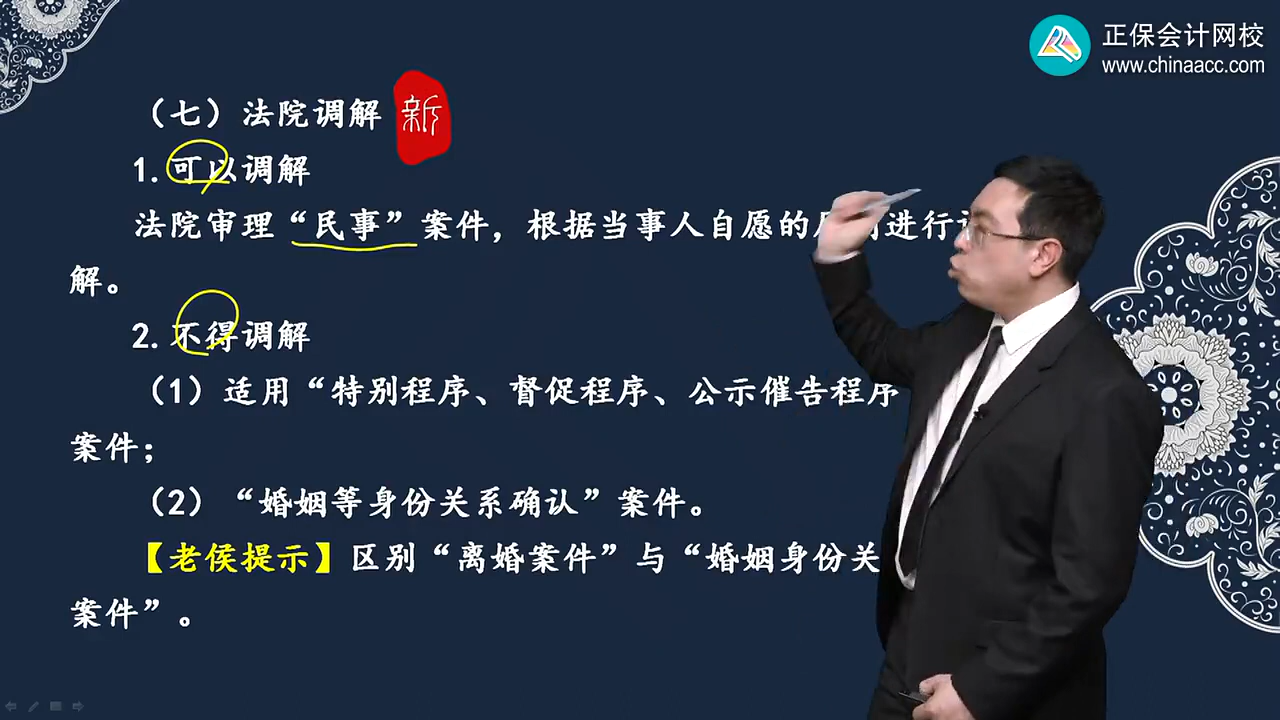 正保会计网校
www.chinaacc.com
（七）法院调解 新
1. 可以调解
法院审理“民事”案件，根据当事人自愿的 进行
解。
2. 不得调解
（1）适用“特别程序、督促程序、公示催告程序
案件；
（2）“婚姻等身份关系确认”案件。
【老侯提示】区别“离婚案件”与“婚姻身份关
案件”。